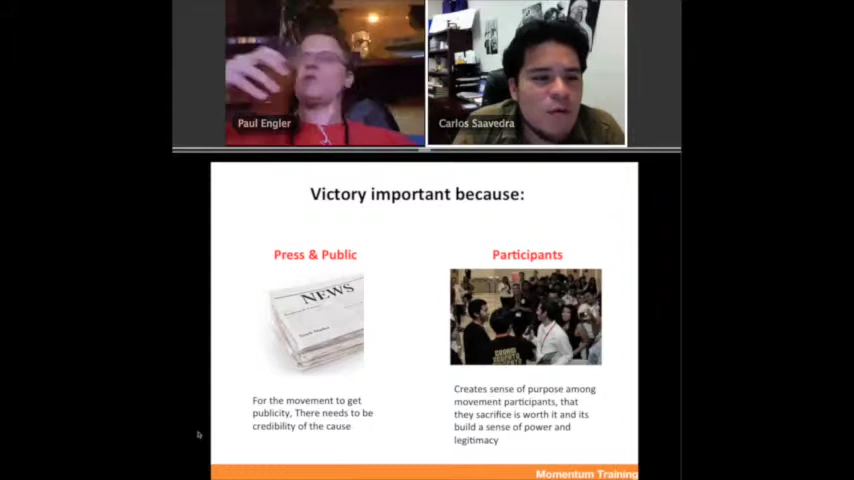 Paul Engler
Carlos Saavedra
Victory important because:
Press & Public
Participants
NEWS
For the movement to get
publicity, There needs to be
credibility of the cause
Creates sense of purpose among
movement participants, that
they sacrifice is worth it and its
build a sense of power and
legitimacy
Momentum Training